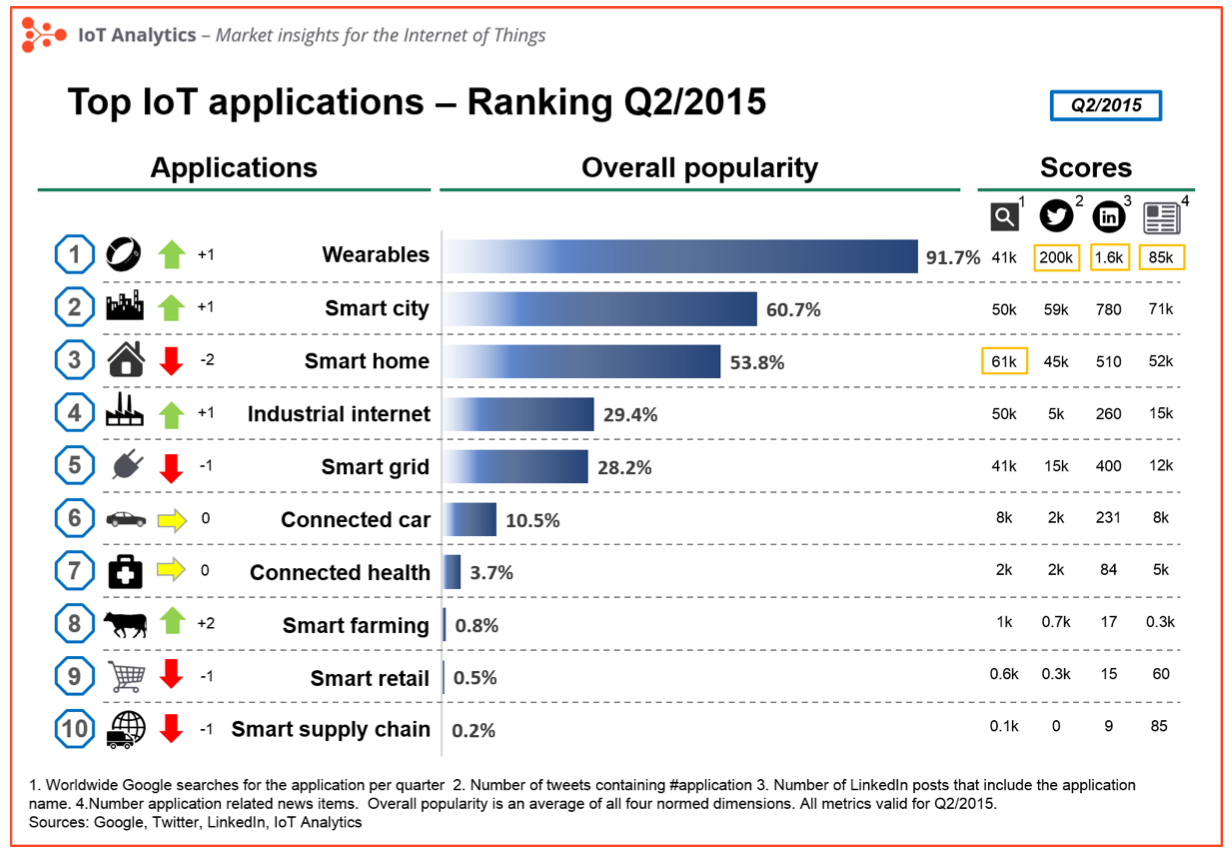 IoT Analytics – Market insights for the Internet of Things
Top IoT applications – Ranking Q2/2015
Q2/2015
Applications Overall popularity Scores
1 2 3 4
1 +1 Wearables 91.7% 41k 200k 1.6k 85k
2 +1 Smart city 60.7% 50k 59k 780 71k
3 -2 Smart home 53.8% 61k 45k 510 52k
4 +1 Industrial internet 29.4% 50k 5k 260 15k
5 -1 Smart grid 28.2% 41k 15k 400 12k
6 0 Connected car 10.5% 8k 2k 231 8k
7 0 Connected health 3.7% 2k 2k 84 5k
8 +2 Smart farming 0.8% 1k 0.7k 17 0.3k
9 -1 Smart retail 0.5% 0.6k 0.3k 15 60
10 -1 Smart supply chain 0.2% 0.1k 0 9 85
1. Worldwide Google searches for the application per quarter 2. Number of tweets containing #application 3. Number of LinkedIn posts that include the application
name. 4.Number application related news items. Overall popularity is an average of all four normed dimensions. All metrics valid for Q2/2015.
Sources: Google, Twitter, LinkedIn, IoT Analytics